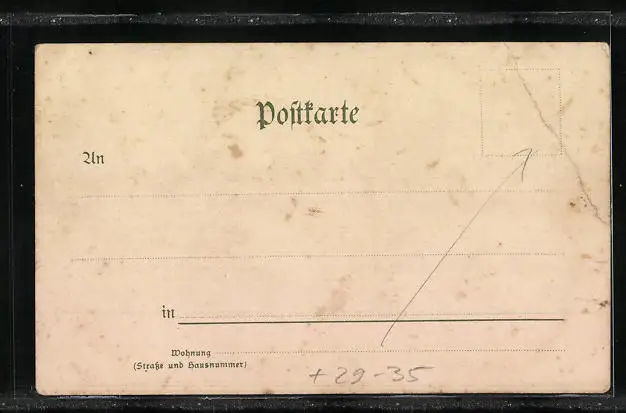 Postkarte
An
in
Wohnung
(Straße und Hausnummer)
+ 29-35